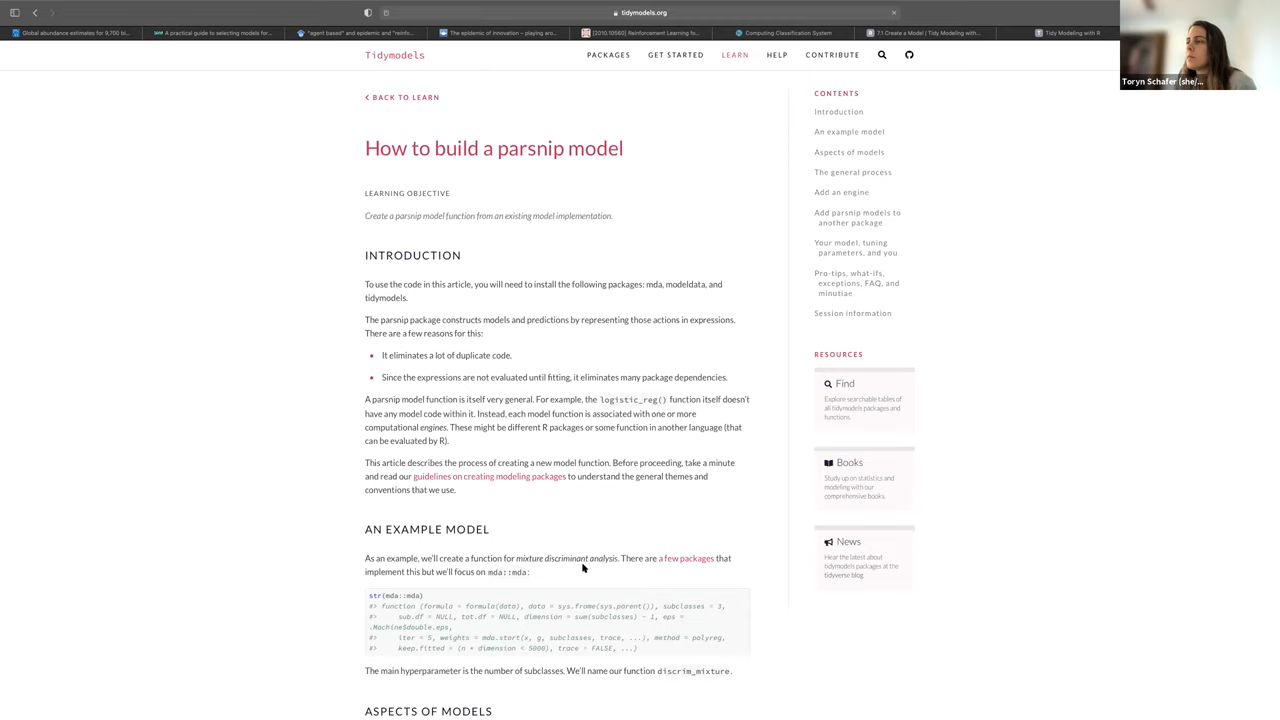 tidymodels.org
Global abundance estimates for 9,700 bi...
A practical guide to selecting models for...
"agent based" and epidemic and "reinfo...
The epidemic of innovation – playing aro...
[2010.10560] Reinforcement Learning fo...
Computing Classification System
7.1 Create a Model | Tidy Modeling with...
Tidy Modeling with R
Toryn Schafer (she/...
Tidymodels
PACKAGES GET STARTED LEARN HELP CONTRIBUTE
BACK TO LEARN
How to build a parsnip model
LEARNING OBJECTIVE
Create a parsnip model function from an existing model implementation.
INTRODUCTION
To use the code in this article, you will need to install the following packages: mda, modeldata, and
tidymodels.
The parsnip package constructs models and predictions by representing those actions in expressions.
There are a few reasons for this:
• It eliminates a lot of duplicate code.
• Since the expressions are not evaluated until fitting, it eliminates many package dependencies.
A parsnip model function is itself very general. For example, the logistic_reg() function itself doesn't
have any model code within it. Instead, each model function is associated with one or more
computational engines. These might be different R packages or some function in another language (that
can be evaluated by R).
This article describes the process of creating a new model function. Before proceeding, take a minute
and read our guidelines on creating modeling packages to understand the general themes and
conventions that we use.
AN EXAMPLE MODEL
As an example, we'll create a function for mixture discriminant analysis. There are a few packages that
implement this but we'll focus on mda::mda:
str(mda::mda)
#> function (formula = formula(data), data = sys.frame(sys.parent()), subclasses = 3,
#> sub.df = NULL, tot.df = NULL, dimension = sum(subclasses) - 1, eps =
.Machine$double.eps,
#> iter = 5, weights = mda.start(x, g, subclasses, trace, ...), method = polyreg,
#> keep.fitted = (n * dimension < 5000), trace = FALSE, ...)
The main hyperparameter is the number of subclasses. We'll name our function discrim_mixture.
ASPECTS OF MODELS
CONTENTS
Introduction
An example model
Aspects of models
The general process
Add an engine
Add parsnip models to
another package
Your model, tuning
parameters, and you
Pro-tips, what-ifs,
exceptions, FAQ, and
minutiae
Session information
RESOURCES
Find
Explore searchable tables
of all tidymodels packages and
functions.
Books
Study up on statistics and
modeling with our
comprehensive books.
News
Hear the latest about
tidymodels packages at the
tidyverse blog.